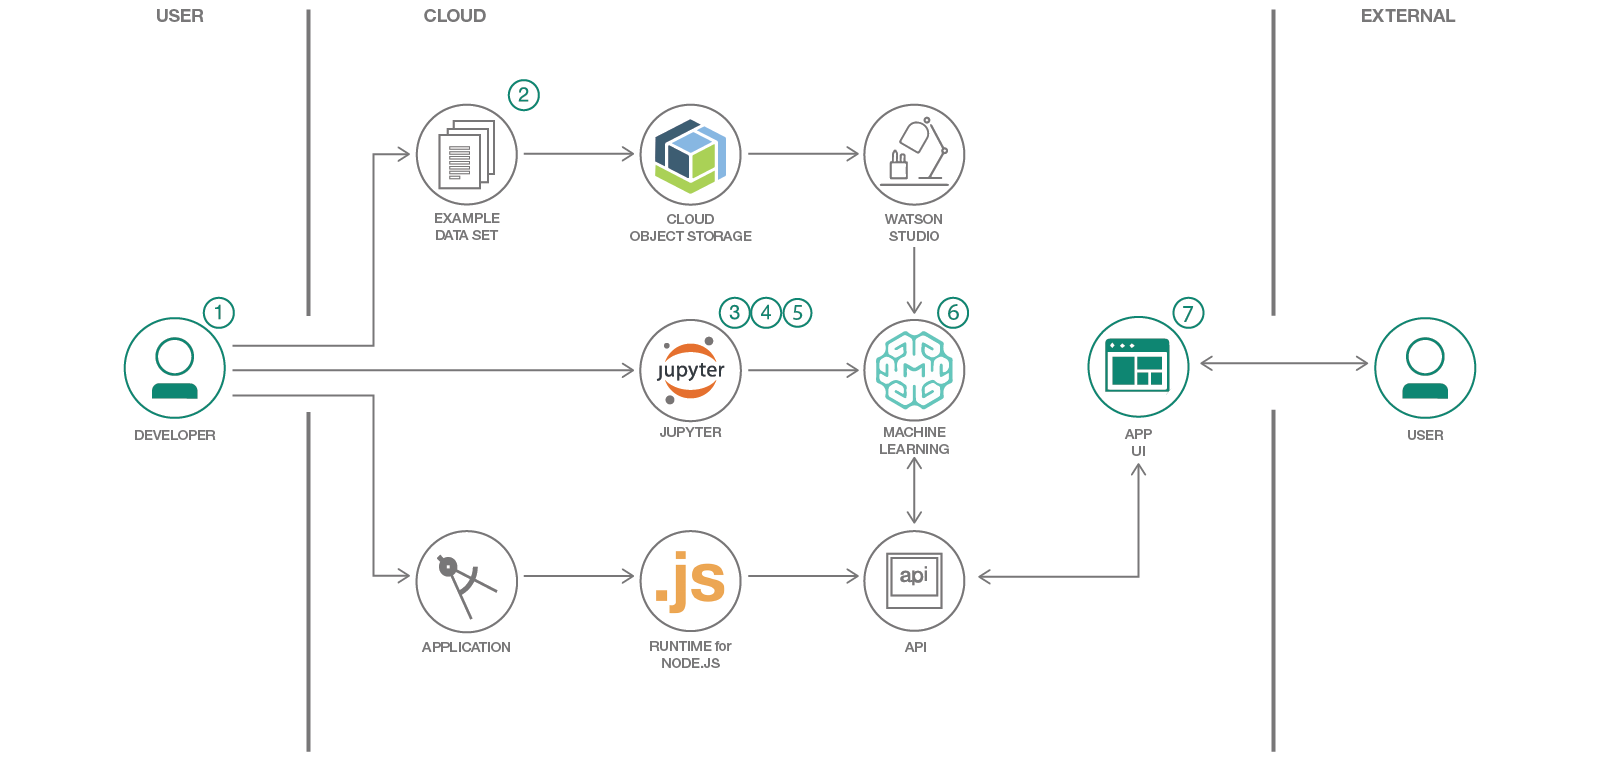 USER
CLOUD
EXTERNAL
2
EXAMPLE
DATA SET
CLOUD
OBJECT STORAGE
WATSON
STUDIO
1
DEVELOPER
3
4
5
jupyter
JUPYTER
6
MACHINE
LEARNING
7
APP
UI
USER
APPLICATION
.js
RUNTIME for
NODE.JS
api
API